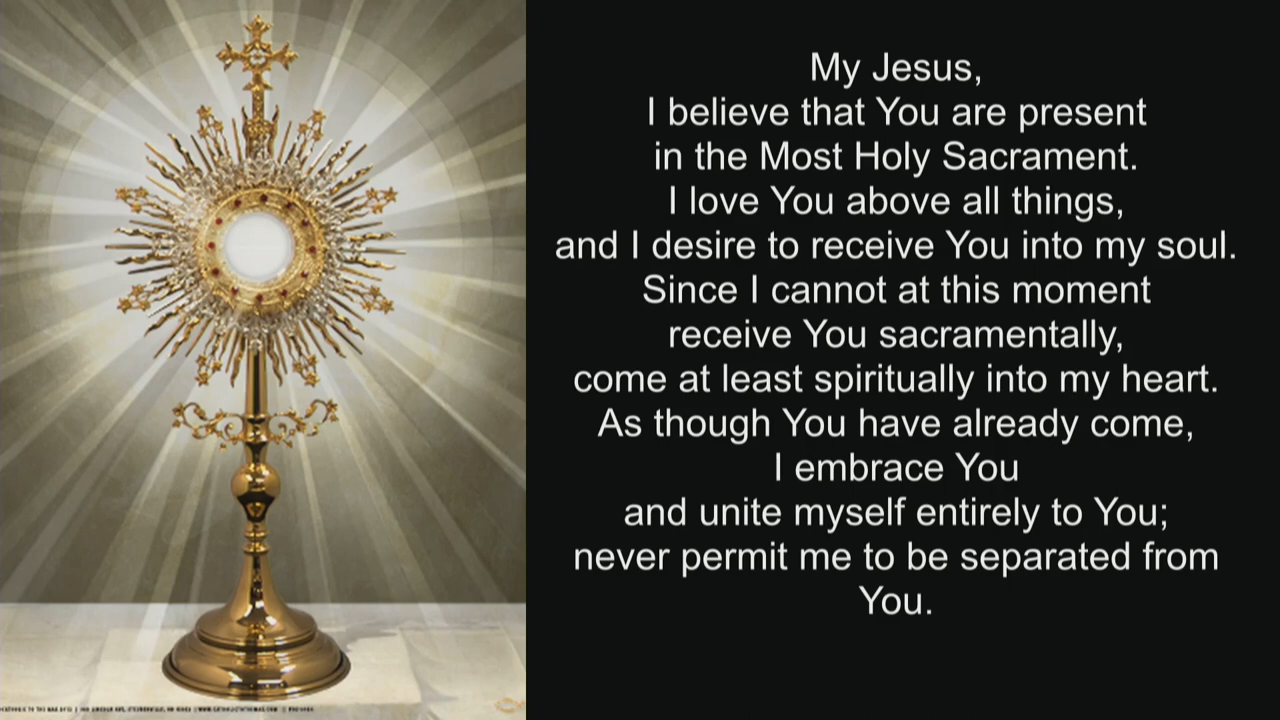 My Jesus,
I believe that You are present
in the Most Holy Sacrament.
I love You above all things,
and I desire to receive You into my soul.
Since I cannot at this moment
receive You sacramentally,
come at least spiritually into my heart.
As though You have already come,
I embrace You
and unite myself entirely to You;
never permit me to be separated from
You.